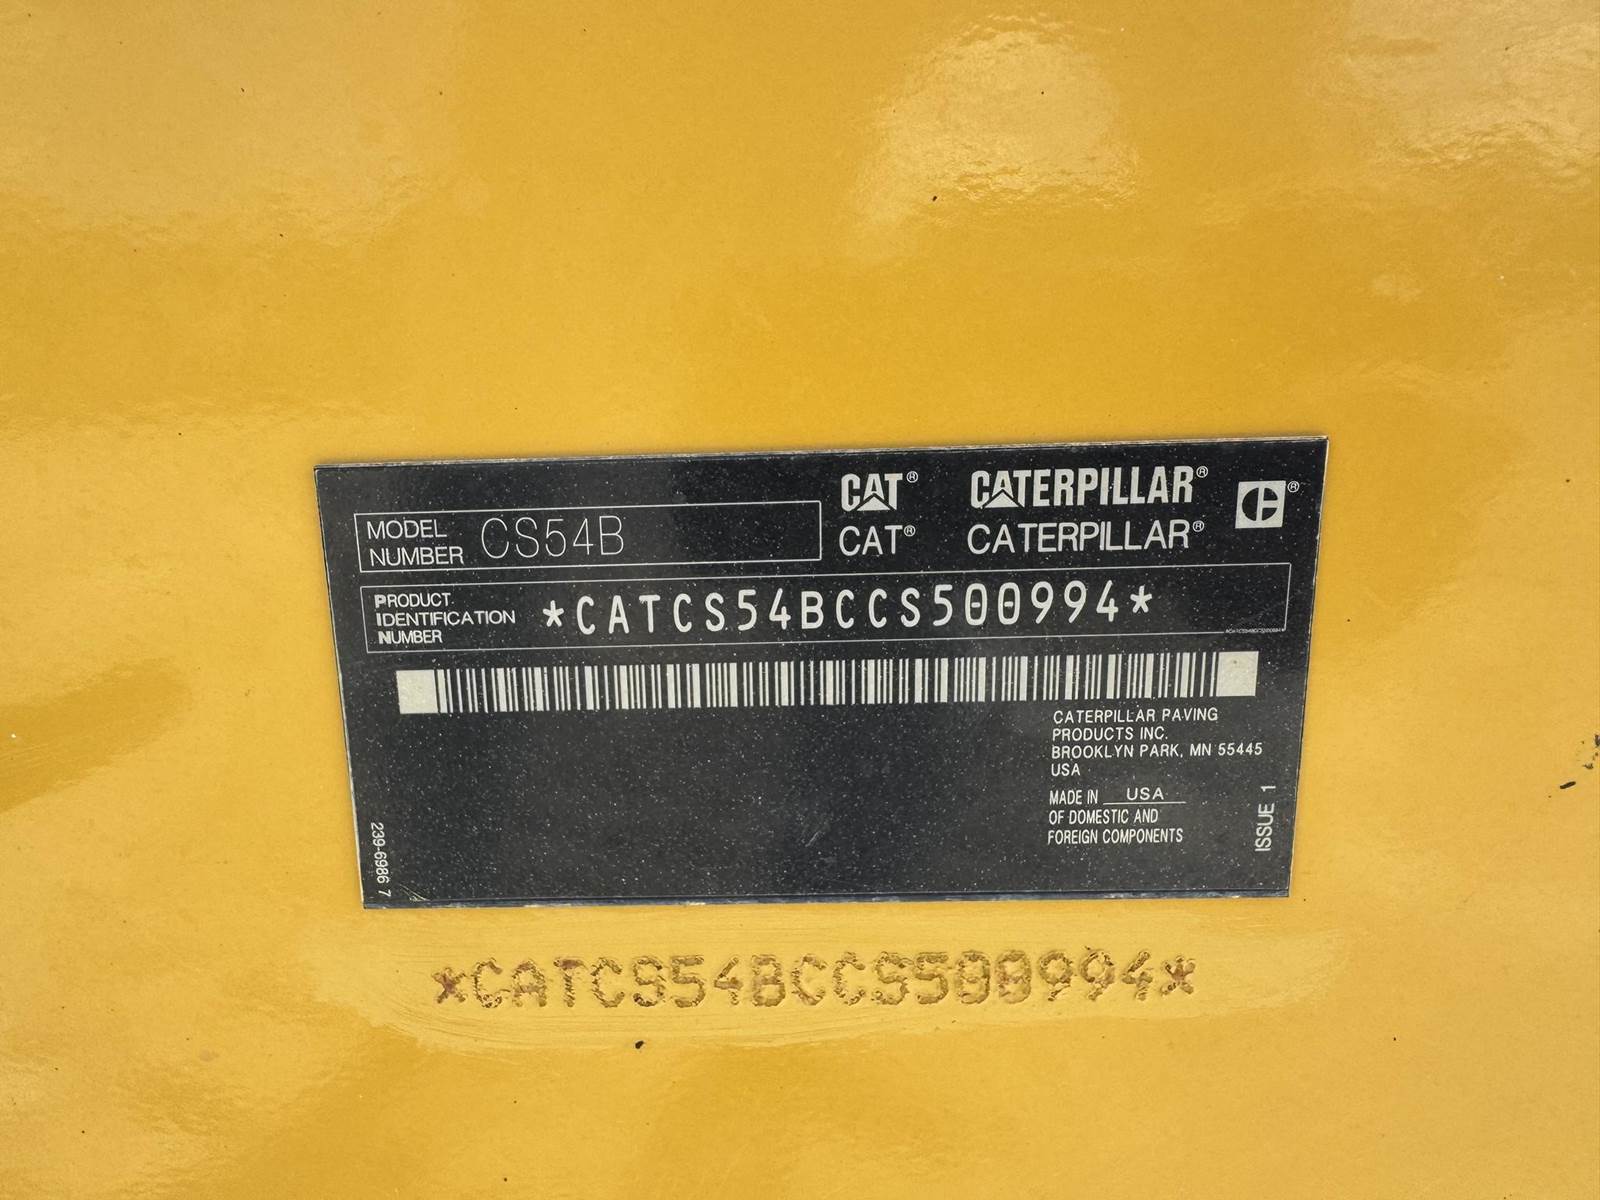 CAT® CATERPILLAR® ®
CAT® CATERPILLAR®
MODEL NUMBER CS54B
PRODUCT IDENTIFICATION NUMBER *CATCS54BCCS500994*
CATERPILLAR PAVING
PRODUCTS INC.
BROOKLYN PARK, MN 55445
USA
MADE IN USA
OF DOMESTIC AND
FOREIGN COMPONENTS
ISSUE 1
239-6986 7
*CATCS54BCCS500994*